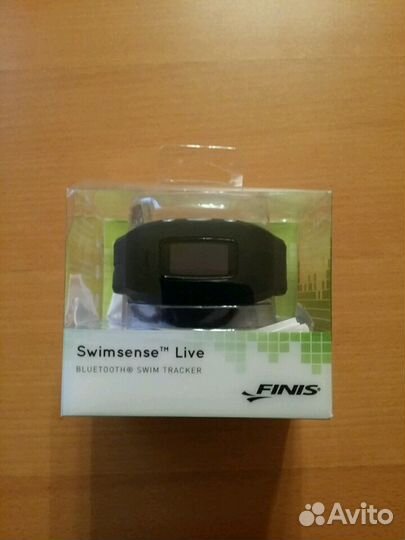 Swimsense™ Live
BLUETOOTH® SWIM TRACKER
FINIS
Avito